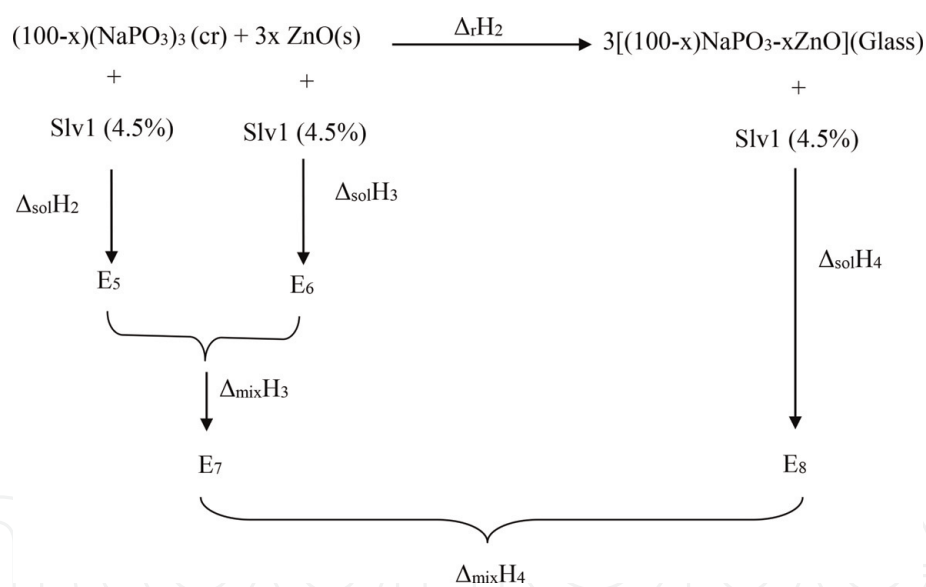 (100-x)(NaPO₃)₃ (cr) + 3x ZnO(s) ΔᵣH₂ 3[(100-x)NaPO₃-xZnO](Glass)
+ + +
Slv1 (4.5%) Slv1 (4.5%) Slv1 (4.5%)
ΔsolH₂ ΔsolH₃ ΔsolH₄
E₅ E₆
ΔmixH₃
E₇ E₈
ΔmixH₄